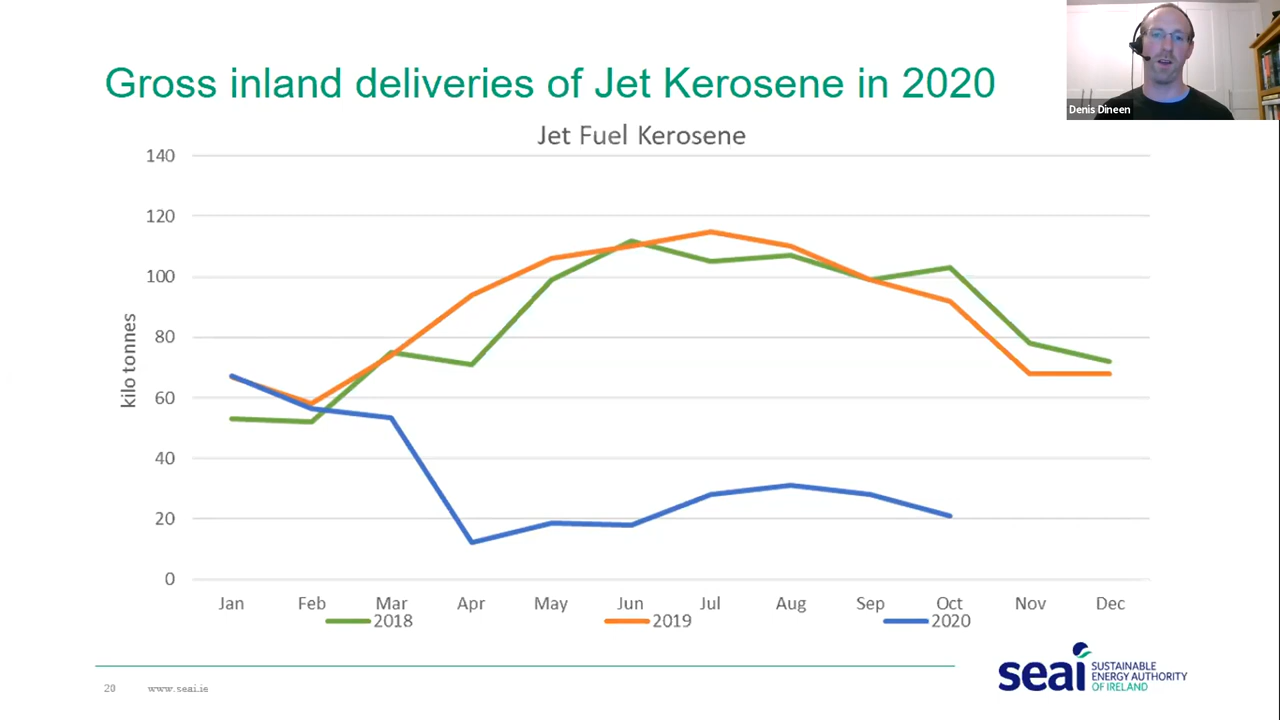 Gross inland deliveries of Jet Kerosene in 2020
Denis Dineen
Jet Fuel Kerosene
140
120
100
80
60
40
20
0
kilo tonnes
Jan Feb Mar Apr May Jun Jul Aug Sep Oct Nov Dec
2018 2019 2020
20 www.seai.ie
seai SUSTAINABLE
ENERGY AUTHORITY
OF IRELAND